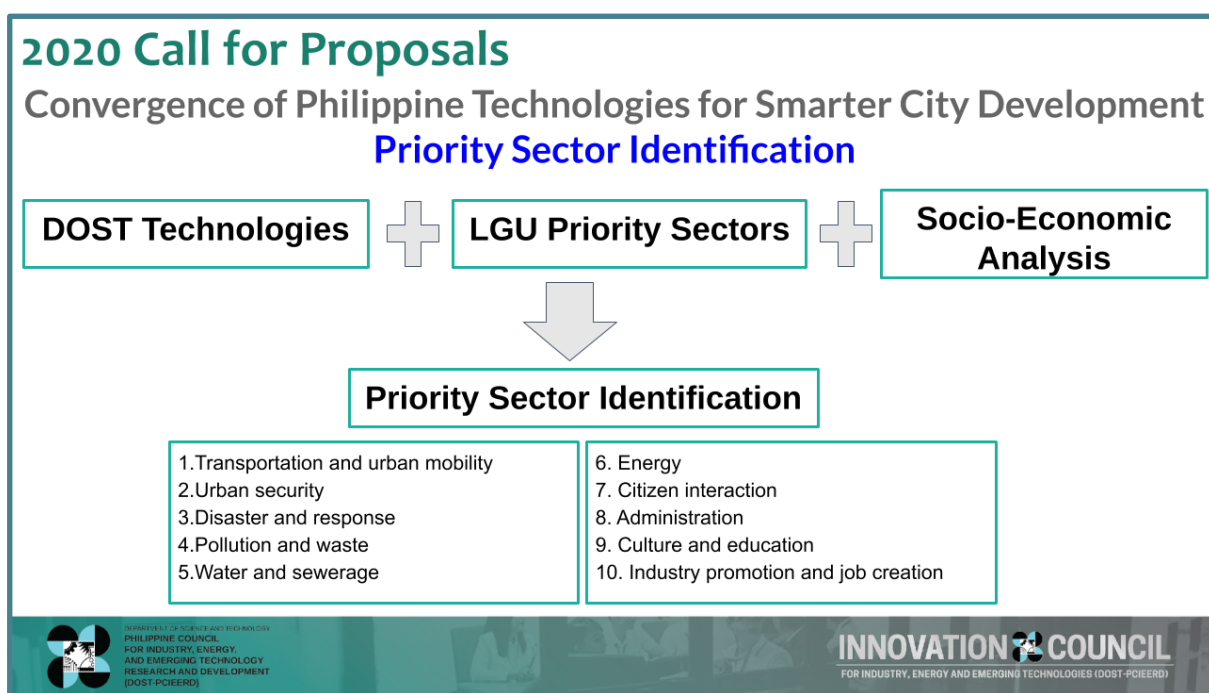 2020 Call for Proposals
Convergence of Philippine Technologies for Smarter City Development
Priority Sector Identification
DOST Technologies
LGU Priority Sectors
Socio-Economic
Analysis
Priority Sector Identification
1.Transportation and urban mobility
2.Urban security
3.Disaster and response
4.Pollution and waste
5.Water and sewerage
6. Energy
7. Citizen interaction
8. Administration
9. Culture and education
10. Industry promotion and job creation
DEPARTMENT OF SCIENCE AND TECHNOLOGY
PHILIPPINE COUNCIL
FOR INDUSTRY, ENERGY,
AND EMERGING TECHNOLOGY
RESEARCH AND DEVELOPMENT
(DOST-PCIEERD)
INNOVATION COUNCIL
FOR INDUSTRY, ENERGY AND EMERGING TECHNOLOGIES (DOST-PCIEERD)